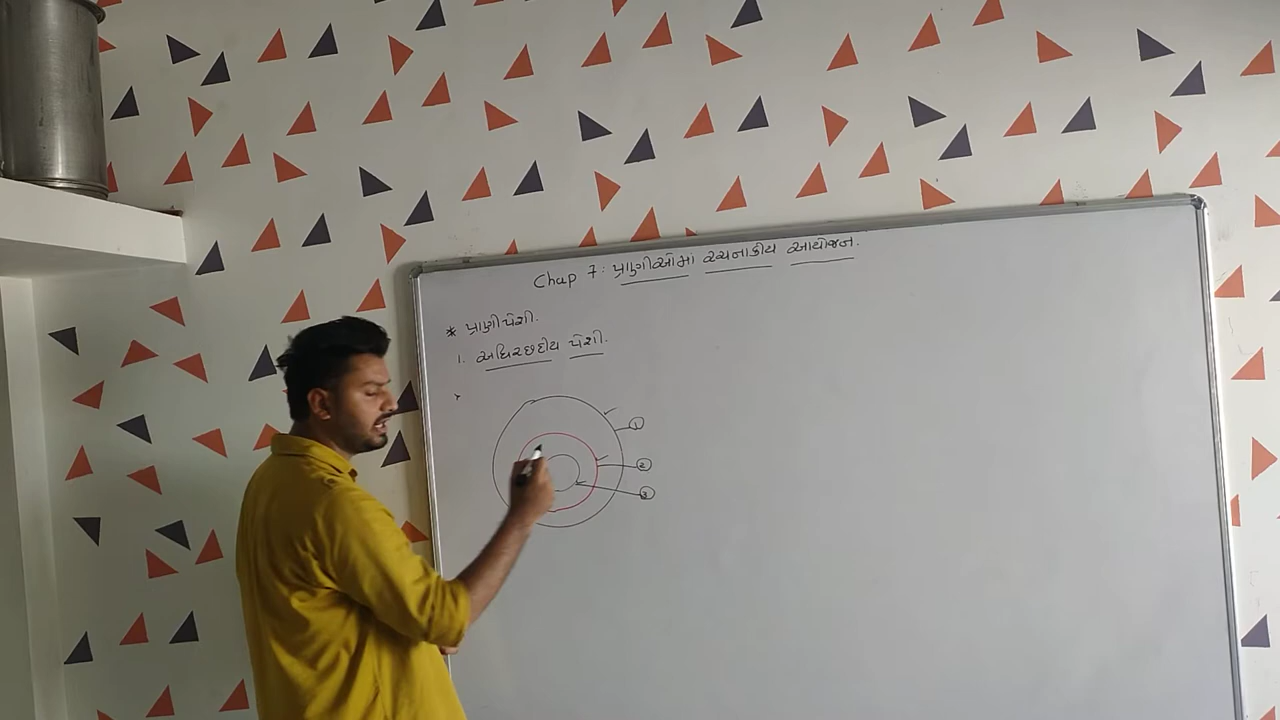 Chap 7: પ્રાણીઓમાં રચનાકીય આયોજન.
* પ્રાણીપેશી.
1. અધિચ્છદીય પેશી.
1
2
3